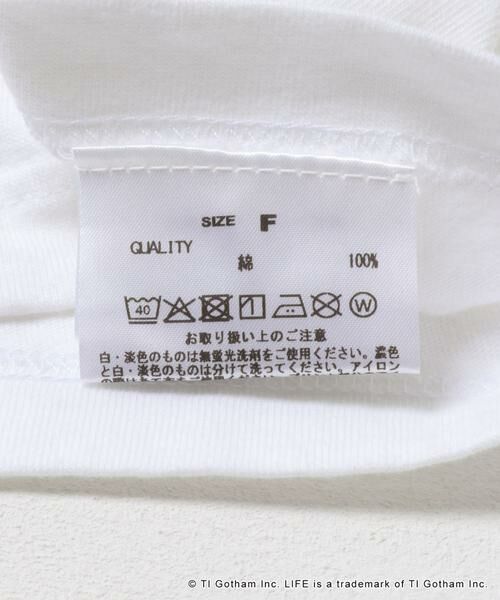 SIZE F
QUALITY
綿 100%
40 W
お取り扱い上のご注意
白・淡色のものは無蛍光洗剤をご使用ください。濃色
と白・淡色のものは分けて洗ってください。アイロン
© TI Gotham Inc. LIFE is a trademark of TI Gotham Inc.